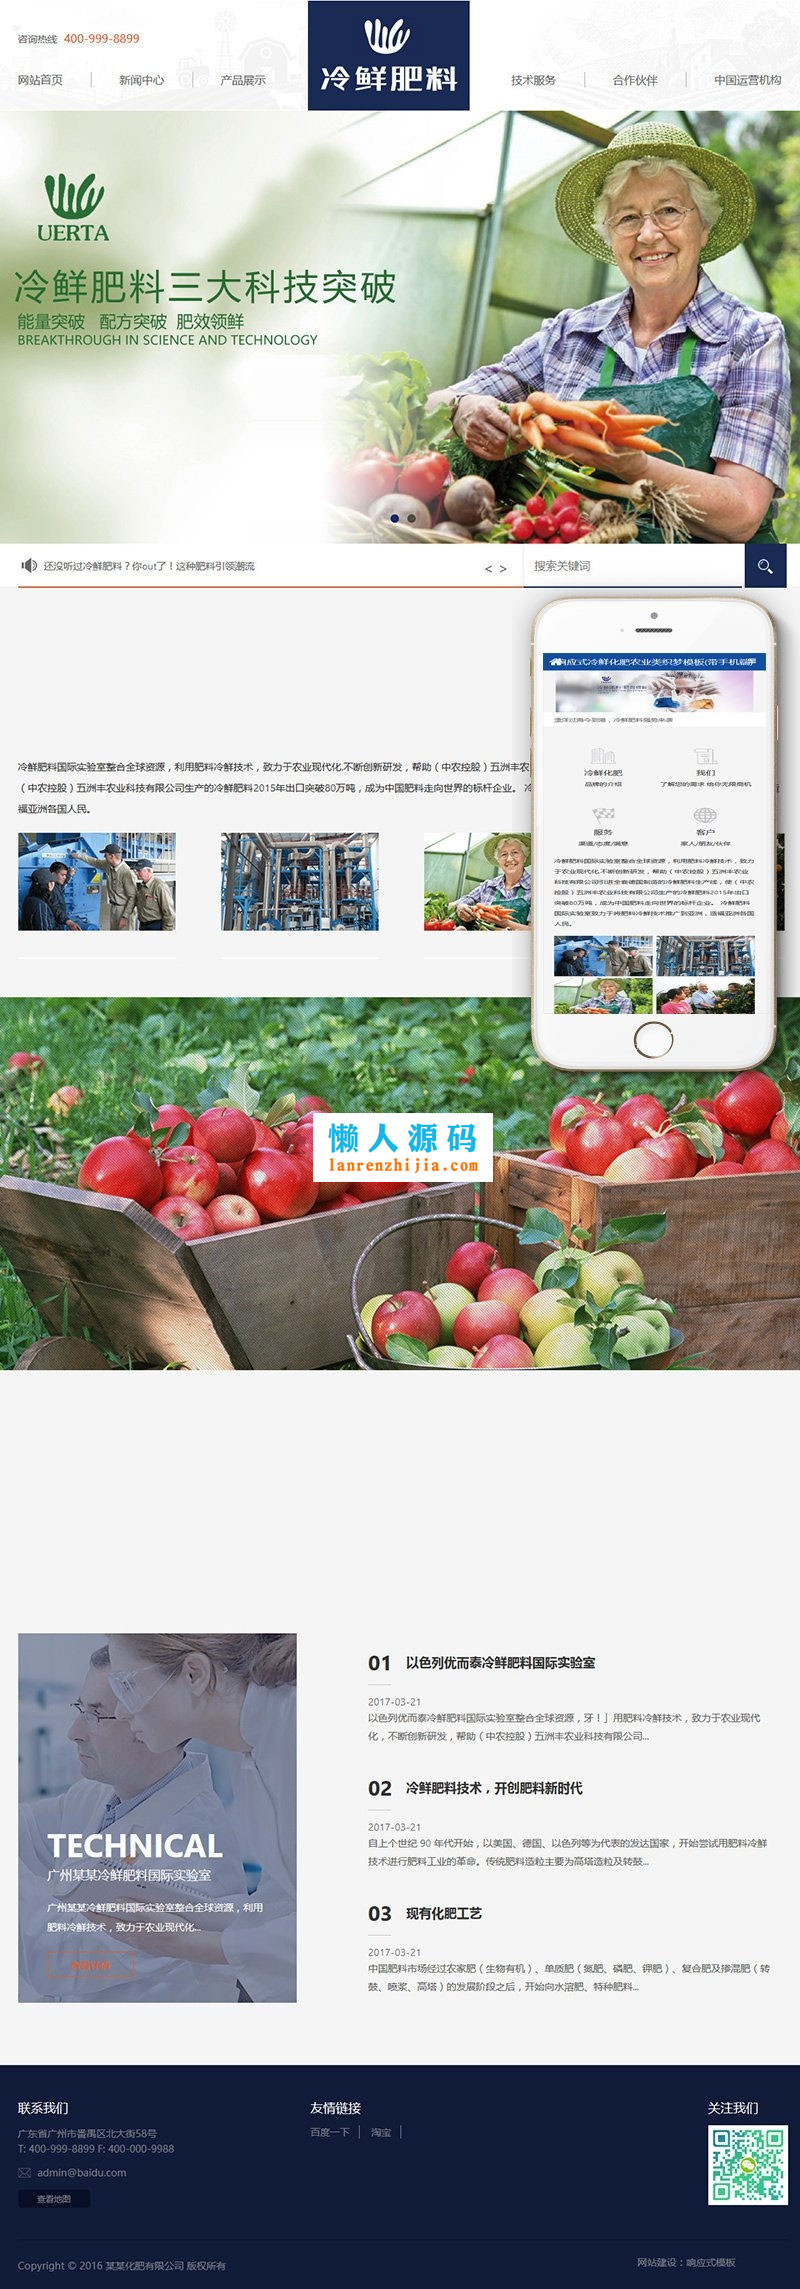 咨询热线 400-999-8899
冷鲜肥料
网站首页
新闻中心
产品展示
技术服务
合作伙伴
中国运营机构
UERTA
冷鲜肥料三大科技突破
能量突破 配方突破 肥效领鲜
BREAKTHROUGH IN SCIENCE AND TECHNOLOGY
还没听过冷鲜肥料？你out了！这种肥料引领潮流
< >
搜索关键词
响应式冷鲜化肥农业类织梦模板(带手机端
漂洋过海今到港，冷鲜肥料强势来袭
冷鲜化肥
品牌的介绍
我们
了解您的需求 给你无限商机
服务
渠道/态度/满意
客户
家人/朋友/伙伴
冷鲜肥料国际实验室整合全球资源，利用肥料冷鲜技术，致力
于农业现代化,不断创新研发，帮助（中农控股）五洲丰农业
科技有限公司引进全套德国制造的冷鲜肥料生产线，使（中农
控股）五洲丰农业科技有限公司生产的冷鲜肥料2015年出口
突破80万吨，成为中国肥料走向世界的标杆企业。 冷鲜肥料
国际实验室致力于将肥料冷鲜技术推广到亚洲，造福亚洲各国
人民。
冷鲜肥料国际实验室整合全球资源，利用肥料冷鲜技术，致力于农业现代化,不断创新研发，帮助（中农控股）五洲丰农
（中农控股）五洲丰农业科技有限公司生产的冷鲜肥料2015年出口突破80万吨，成为中国肥料走向世界的标杆企业。 冷
福亚洲各国人民。
懒人源码
lanrenzhijia.com
TECHNICAL
广州某某冷鲜肥料国际实验室
广州某某冷鲜肥料国际实验室整合全球资源，利用
肥料冷鲜技术，致力于农业现代化...
查看详情
01 以色列优而泰冷鲜肥料国际实验室
2017-03-21
以色列优而泰冷鲜肥料国际实验室整合全球资源，牙！」用肥料冷鲜技术，致力于农业现代
化，不断创新研发，帮助（中农控股）五洲丰农业科技有限公司...
02 冷鲜肥料技术，开创肥料新时代
2017-03-21
自上个世纪 90 年代开始，以美国、德国、以色列等为代表的发达国家，开始尝试用肥料冷鲜
技术进行肥料工业的革命。传统肥料造粒主要为高塔造粒及转鼓...
03 现有化肥工艺
2017-03-21
中国肥料市场经过农家肥（生物有机）、单质肥（氮肥、磷肥、钾肥）、复合肥及掺混肥（转
鼓、喷浆、高塔）的发展阶段之后，开始向水溶肥、特种肥料...
联系我们
广东省广州市番禺区北大街58号
T: 400-999-8899 F: 400-000-9988
admin@baidu.com
查看地图
友情链接
百度一下
淘宝
关注我们
Copyright © 2016 某某化肥有限公司 版权所有
网站建设：响应式模板